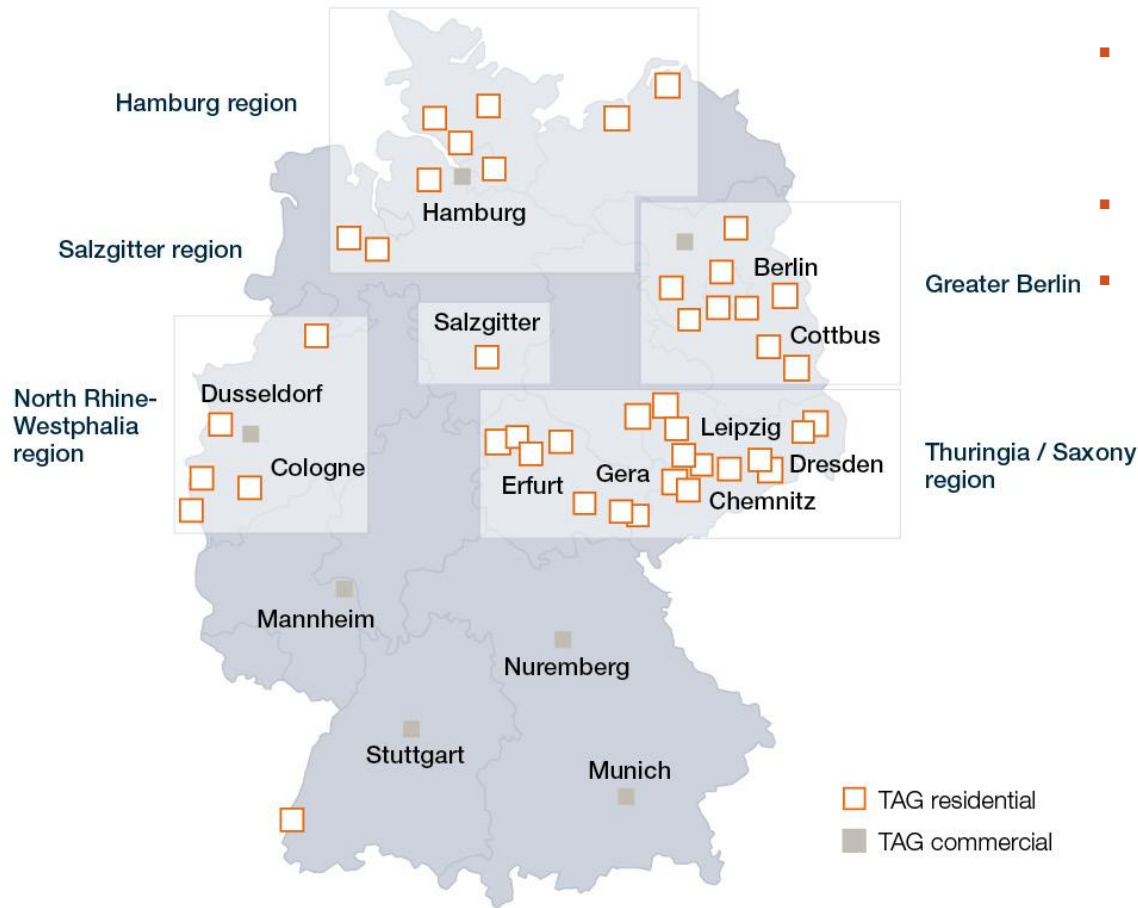 Hamburg region
Hamburg
Salzgitter region
Berlin
Greater Berlin
Salzgitter
Cottbus
North Rhine-
Westphalia
region
Dusseldorf
Cologne
Leipzig
Thuringia / Saxony
region
Dresden
Gera
Erfurt
Chemnitz
Mannheim
Nuremberg
Stuttgart
Munich
TAG residential
TAG commercial